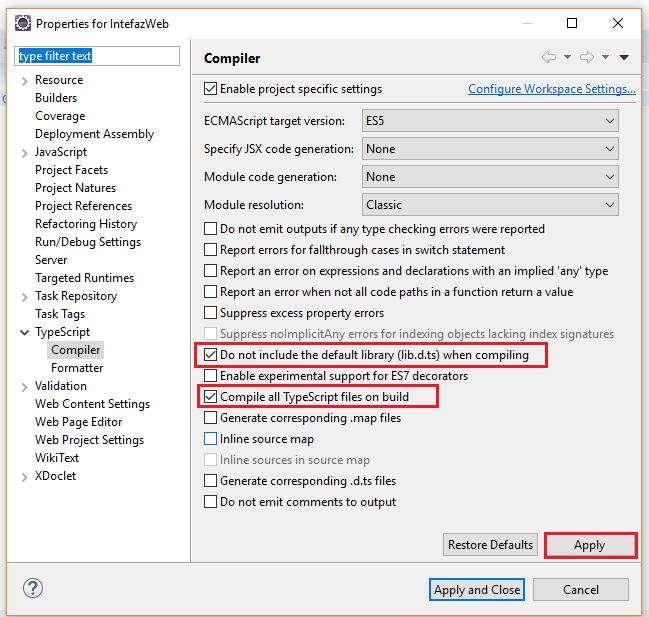 Properties for IntefazWeb
type filter text
Resource
Builders
Coverage
Deployment Assembly
JavaScript
Project Facets
Project Natures
Project References
Refactoring History
Run/Debug Settings
Server
Targeted Runtimes
Task Repository
Task Tags
TypeScript
Compiler
Formatter
Validation
Web Content Settings
Web Page Editor
Web Project Settings
WikiText
XDoclet
Compiler
Enable project specific settings Configure Workspace Settings...
ECMAScript target version: ES5
Specify JSX code generation: None
Module code generation: None
Module resolution: Classic
Do not emit outputs if any type checking errors were reported
Report errors for fallthrough cases in switch statement
Report an error on expressions and declarations with an implied 'any' type
Report an error when not all code paths in a function return a value
Suppress excess property errors
Suppress noImplicitAny errors for indexing objects lacking index signatures
Do not include the default library (lib.d.ts) when compiling
Enable experimental support for ES7 decorators
Compile all TypeScript files on build
Generate corresponding .map files
Inline source map
Inline sources in source map
Generate corresponding .d.ts files
Do not emit comments to output
Restore Defaults Apply
? Apply and Close Cancel